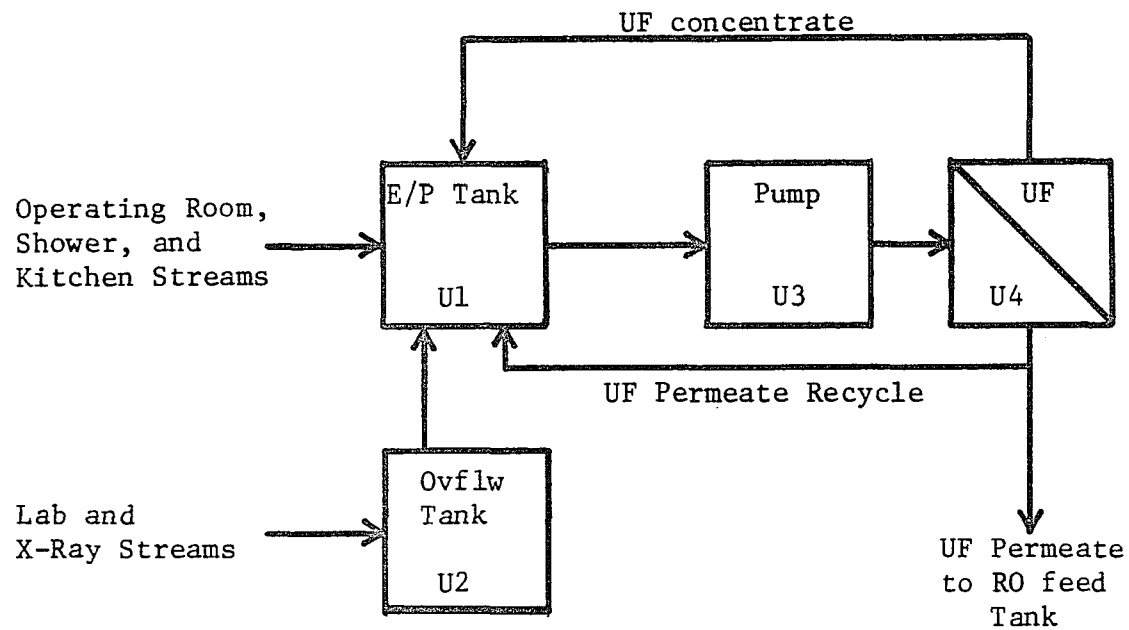 UF concentrate
E/P Tank
U1
Pump
U3
UF
U4
Operating Room,
Shower, and
Kitchen Streams
UF Permeate Recycle
Ovflw
Tank
U2
Lab and
X-Ray Streams
UF Permeate
to RO feed
Tank